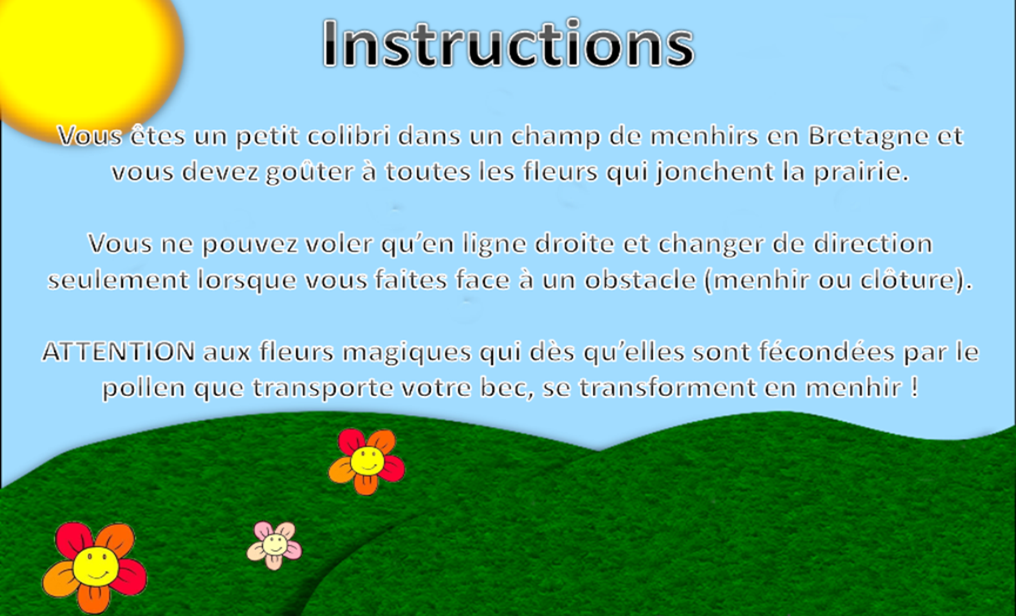 Instructions
Vous êtes un petit colibri dans un champ de menhirs en Bretagne et
vous devez goûter à toutes les fleurs qui jonchent la prairie.
Vous ne pouvez voler qu’en ligne droite et changer de direction
seulement lorsque vous faites face à un obstacle (menhir ou clôture).
ATTENTION aux fleurs magiques qui dès qu’elles sont fécondées par le
pollen que transporte votre bec, se transforment en menhir !